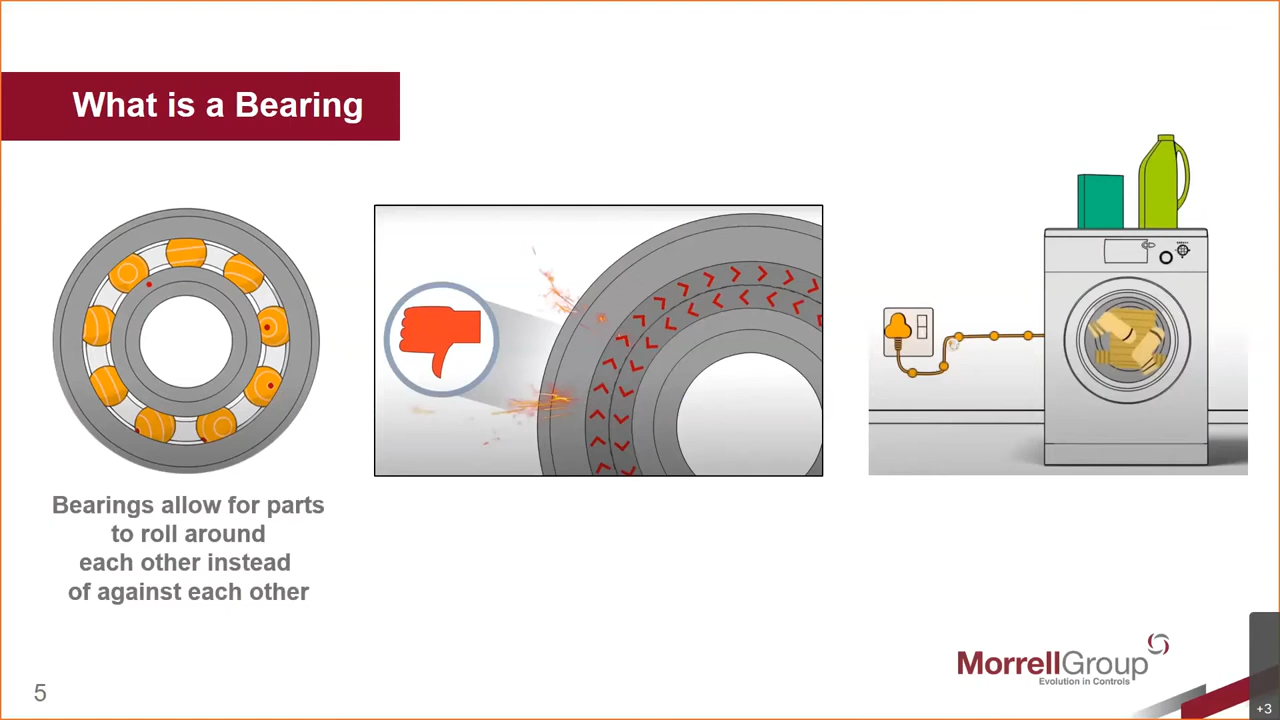 What is a Bearing
Bearings allow for parts
to roll around
each other instead
of against each other
MorrellGroup
Evolution in Controls
5
+3